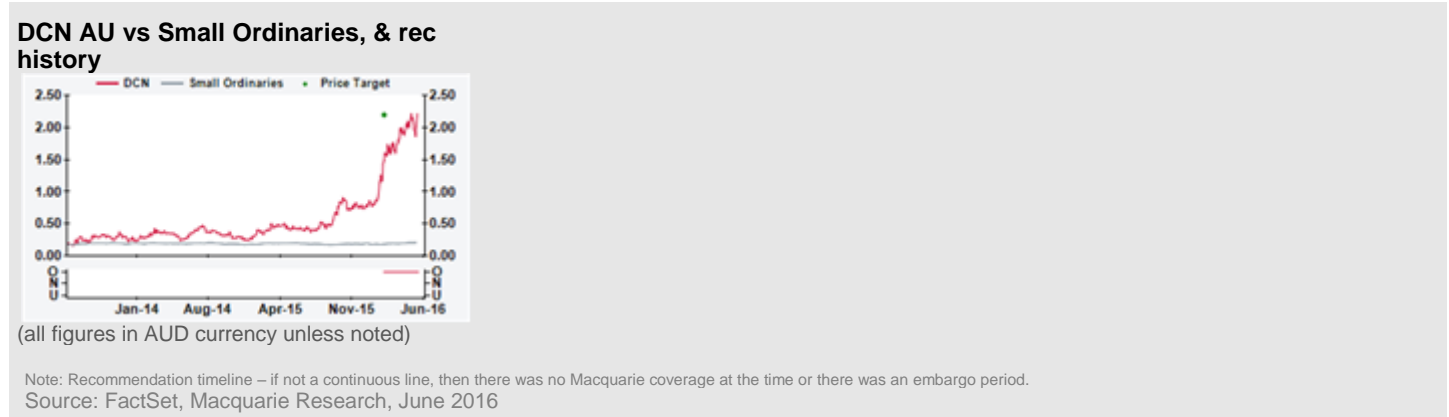 DCN AU vs Small Ordinaries, & rec
history
DCN Small Ordinaries Price Target
2.50 2.50
2.00 2.00
1.50 1.50
1.00 1.00
0.50 0.50
0.00 0.00
O O
N N
U U
Jan-14 Aug-14 Apr-15 Nov-15 Jun-16
(all figures in AUD currency unless noted)
Note: Recommendation timeline – if not a continuous line, then there was no Macquarie coverage at the time or there was an embargo period.
Source: FactSet, Macquarie Research, June 2016